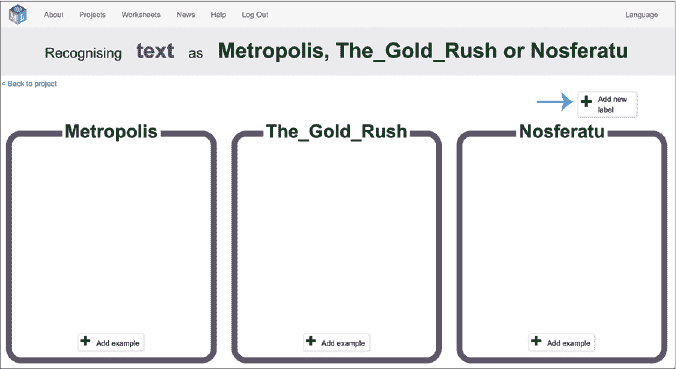 About Projects Worksheets News Help Log Out Language
Recognising text as Metropolis, The_Gold_Rush or Nosferatu
< Back to project
Add new
label
Metropolis The_Gold_Rush Nosferatu
Add example Add example Add example